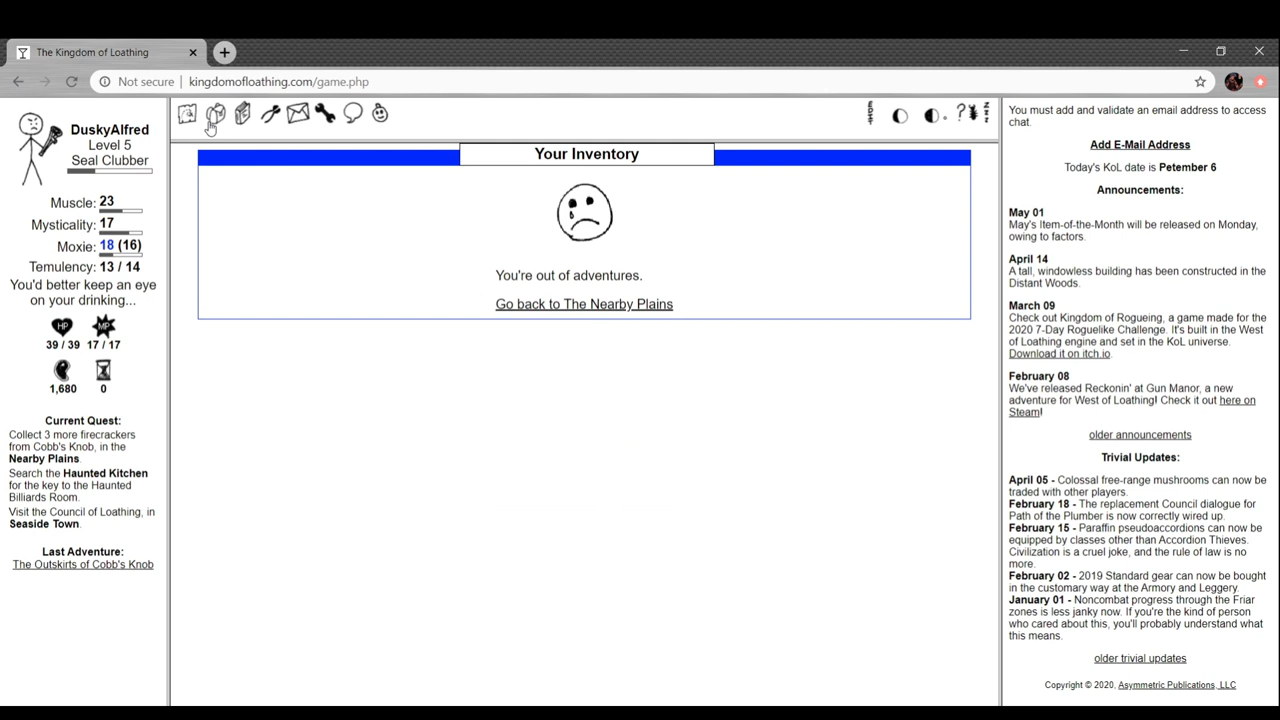 The Kingdom of Loathing
Not secure | kingdomofloathing.com/game.php
DuskyAlfred
Level 5
Seal Clubber
Muscle: 23
Mysticality: 17
Moxie: 18 (16)
Temulency: 13 / 14
You'd better keep an eye
on your drinking...
HP MP
39 / 39 17 / 17
1,680 0
Current Quest:
Collect 3 more firecrackers
from Cobb's Knob, in the
Nearby Plains.
Search the Haunted Kitchen
for the key to the Haunted
Billiards Room.
Visit the Council of Loathing, in
Seaside Town.
Last Adventure:
The Outskirts of Cobb's Knob
Your Inventory
You're out of adventures.
Go back to The Nearby Plains
You must add and validate an email address to access
chat.
Add E-Mail Address
Today's KoL date is Petember 6
Announcements:
May 01
May's Item-of-the-Month will be released on Monday,
owing to factors.
April 14
A tall, windowless building has been constructed in the
Distant Woods.
March 09
Check out Kingdom of Rogueing, a game made for the
2020 7-Day Roguelike Challenge. It's built in the West
of Loathing engine and set in the KoL universe.
Download it on itch.io.
February 08
We've released Reckonin' at Gun Manor, a new
adventure for West of Loathing! Check it out here on
Steam!
older announcements
Trivial Updates:
April 05 - Colossal free-range mushrooms can now be
traded with other players.
February 18 - The replacement Council dialogue for
Path of the Plumber is now correctly wired up.
February 15 - Paraffin pseudoaccordions can now be
equipped by classes other than Accordion Thieves.
Civilization is a cruel joke, and the rule of law is no
more.
February 02 - 2019 Standard gear can now be bought
in the customary way at the Armory and Leggery.
January 01 - Noncombat progress through the Friar
zones is less janky now. If you're the kind of person
who cared about this, you'll probably understand what
this means.
older trivial updates
Copyright © 2020, Asymmetric Publications, LLC